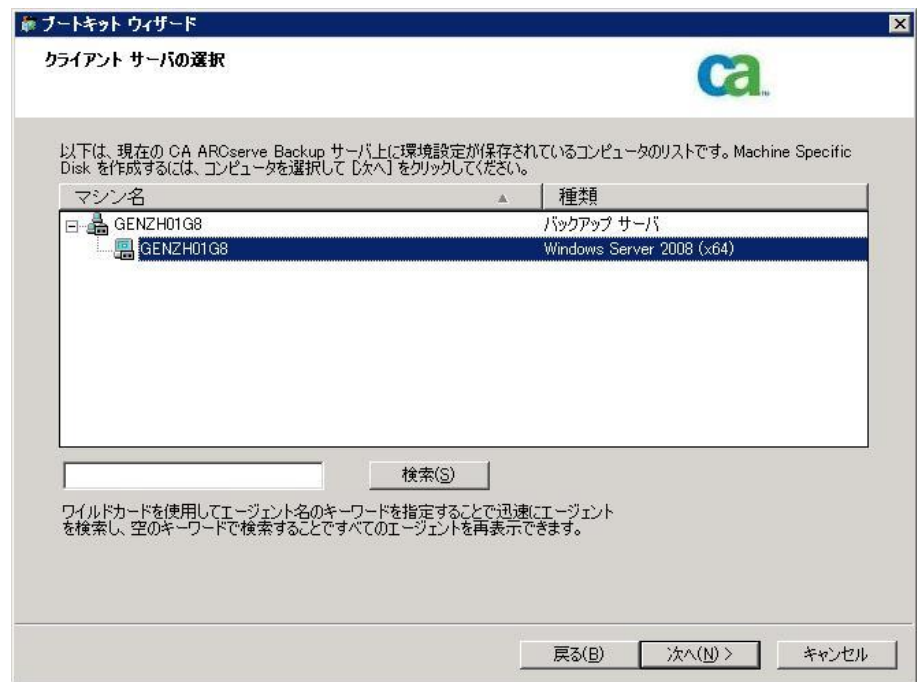 ブートキット ウィザード
クライアント サーバの選択
ca
以下は、現在の CA ARCserve Backup サーバ上に環境設定が保存されているコンピュータのリストです。Machine Specific
Disk を作成するには、コンピュータを選択して [次へ] をクリックしてください。
マシン名 種類
GENZH01G8 バックアップ サーバ
GENZH01G8 Windows Server 2008 (x64)
検索(S)
ワイルドカードを使用してエージェント名のキーワードを指定することで迅速にエージェント
を検索し、空のキーワードで検索することですべてのエージェントを再表示できます。
戻る(B) 次へ(N) > キャンセル